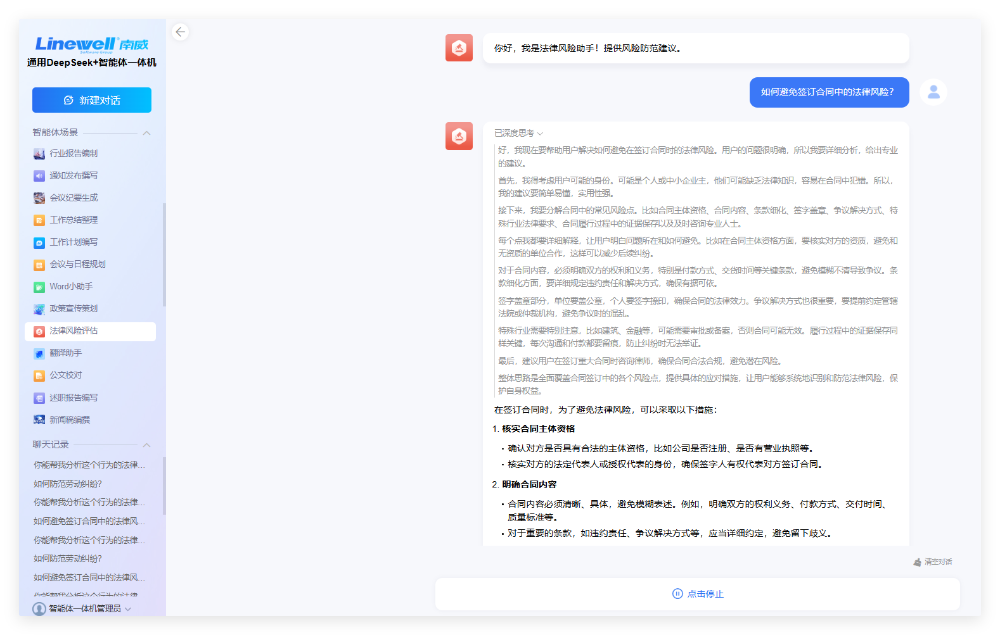 Linewell 南威
Software Group
通用DeepSeek+智能体一体机
新建对话
智能体场景
行业报告编制
通知发布撰写
会议纪要生成
工作总结整理
工作计划编写
会议与日程规划
Word小助手
政策宣传策划
法律风险评估
翻译助手
公文校对
述职报告编写
新闻稿编撰
聊天记录
你能帮我分析这个行为的法律...
如何防范劳动纠纷?
你能帮我分析这个行为的法律...
如何避免签订合同中的法律风...
你能帮我分析这个行为的法律...
如何防范劳动纠纷?
如何避免签订合同中的法律风...
你能帮我分析这个行为的法律...
智能体一体机管理员
你好，我是法律风险助手！提供风险防范建议。
如何避免签订合同中的法律风险?
已深度思考
好，我现在要帮助用户解决如何避免在签订合同时的法律风险。用户的问题很明确，所以我要详细分析，给出专业
的建议。
首先，我得考虑用户可能的身份。可能是个人或中小企业主，他们可能缺乏法律知识，容易在合同中犯错。所以，
我的建议要简单易懂，实用性强。
接下来，我要分解合同中的常见风险点。比如合同主体资格、合同内容、条款细化、签字盖章、争议解决方式、特
殊行业法律要求、合同履行过程中的证据保存以及及时咨询专业人士。
每个点我都要详细解释，让用户明白问题所在和如何避免。比如在合同主体资格方面，要核实对方的资质，避免和
无资质的单位合作，这样可以减少后续纠纷。
对于合同内容，必须明确双方的权利和义务，特别是付款方式、交货时间等关键条款，避免模糊不清导致争议。条
款细化方面，要详细规定违约责任和解决方式，确保有据可依。
签字盖章部分，单位要盖公章，个人要签字捺印，确保合同的法律效力。争议解决方式也很重要，要提前约定管辖
法院或仲裁机构，避免争议时的混乱。
特殊行业需要特别注意，比如建筑、金融等，可能需要审批或备案，否则合同可能无效。履行过程中的证据保存同
样关键，每次沟通和付款都要留痕，防止纠纷时无法举证。
最后，建议用户在签订重大合同时咨询律师，确保合同合法合规，避免潜在风险。
整体思路是全面覆盖合同签订中的各个风险点，提供具体的应对措施，让用户能够系统地识别和防范法律风险，保
护自身权益。
在签订合同时，为了避免法律风险，可以采取以下措施：
1. 核实合同主体资格
• 确认对方是否具有合法的主体资格，比如公司是否注册、是否有营业执照等。
• 核实对方的法定代表人或授权代表的身份，确保签字人有权代表对方签订合同。
2. 明确合同内容
• 合同内容必须清晰、具体，避免模糊表述。例如，明确双方的权利义务、付款方式、交付时间、
质量标准等。
• 对于重要的条款，如违约责任、争议解决方式等，应当详细约定，避免留下歧义。
清空对话
点击停止